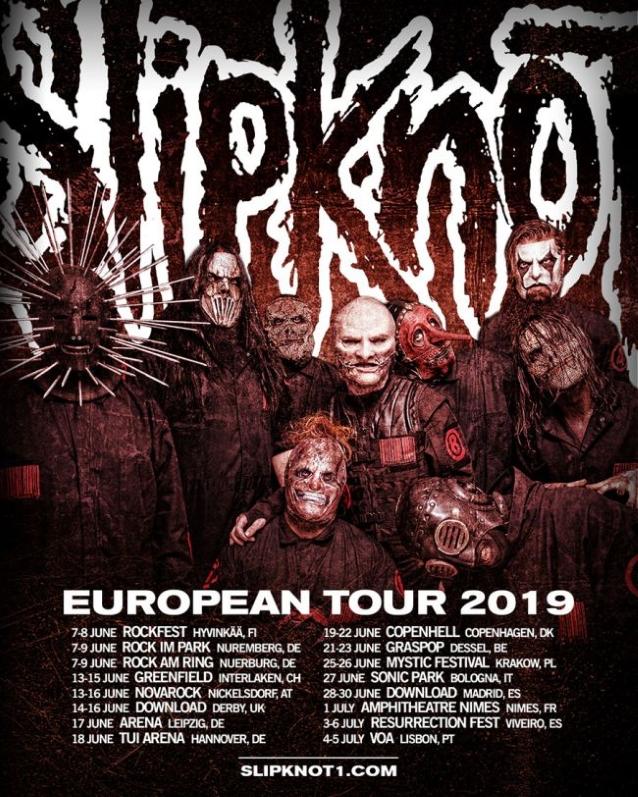 SLIPKNOT
EUROPEAN TOUR 2019
7-8 JUNE ROCKFEST HYVINKÄÄ, FI
7-9 JUNE ROCK IM PARK NUREMBERG, DE
7-9 JUNE ROCK AM RING NUERBURG, DE
13-15 JUNE GREENFIELD INTERLAKEN, CH
13-16 JUNE NOVAROCK NICKELSDORF, AT
14-16 JUNE DOWNLOAD DERBY, UK
17 JUNE ARENA LEIPZIG, DE
18 JUNE TUI ARENA HANNOVER, DE
19-22 JUNE COPENHELL COPENHAGEN, DK
21-23 JUNE GRASPOP DESSEL, BE
25-26 JUNE MYSTIC FESTIVAL KRAKOW, PL
27 JUNE SONIC PARK BOLOGNA, IT
28-30 JUNE DOWNLOAD MADRID, ES
1 JULY AMPHITHEATRE NIMES NIMES, FR
3-6 JULY RESURRECTION FEST VIVEIRO, ES
4-5 JULY VOA LISBON, PT
SLIPKNOT1.COM